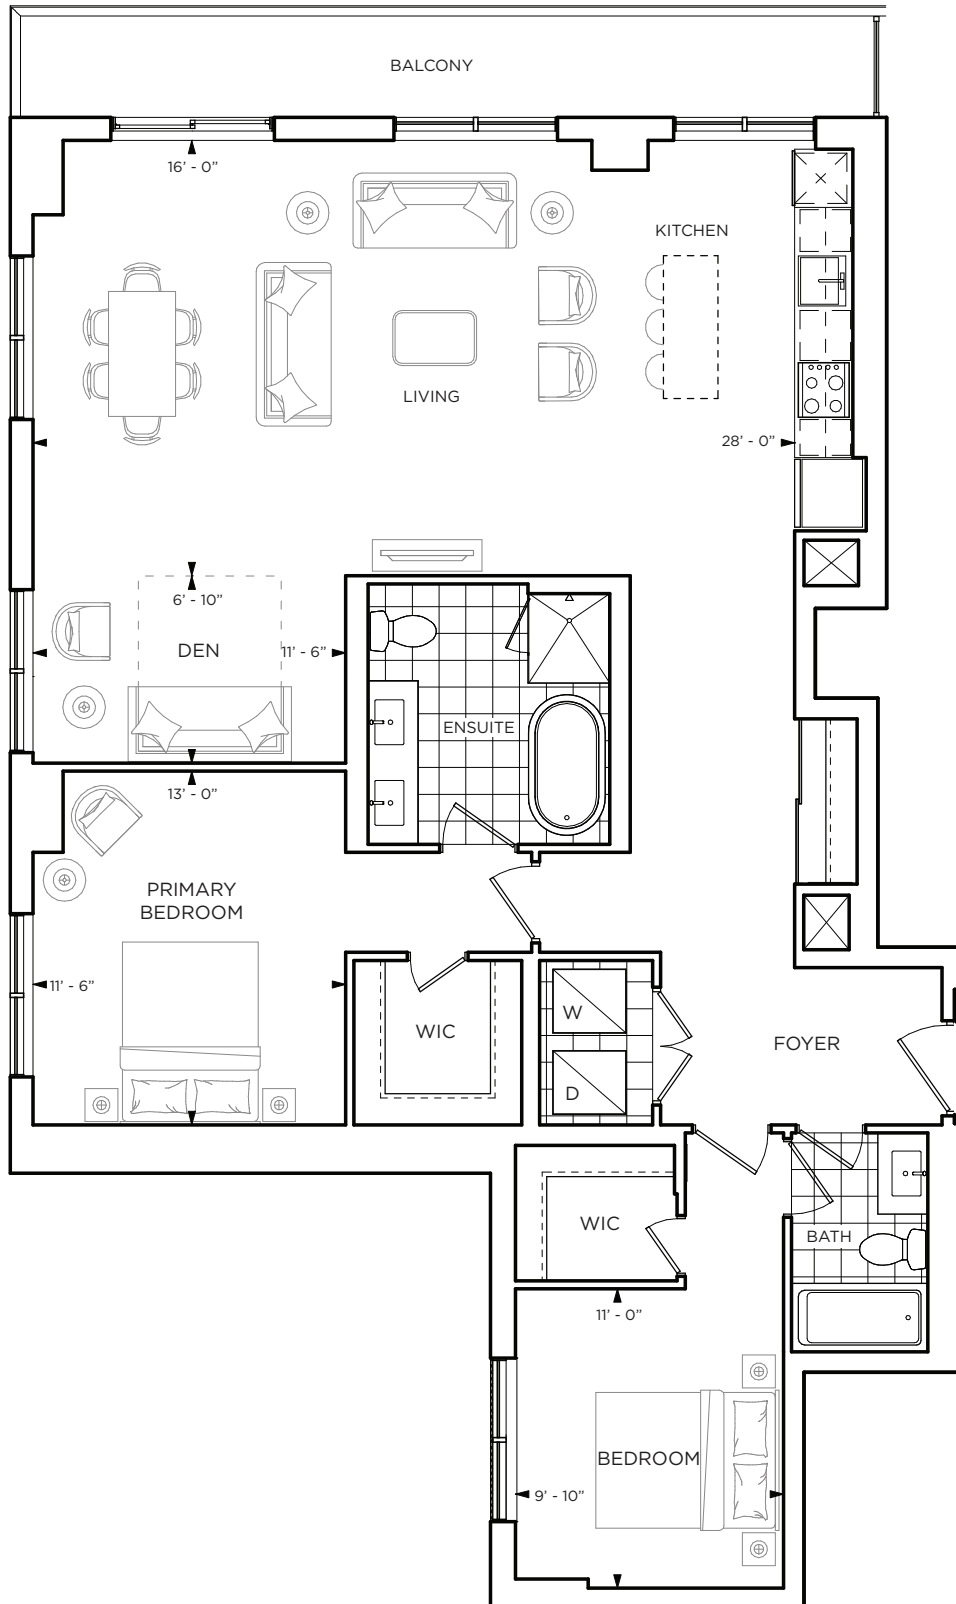 BALCONY
16' - 0”
KITCHEN
LIVING
28' - 0”
6' - 10”
DEN
11' - 6”
ENSUITE
13' - 0”
PRIMARY
BEDROOM
11' - 6”
WIC
W
D
FOYER
WIC
BATH
11' - 0”
BEDROOM
9' - 10”